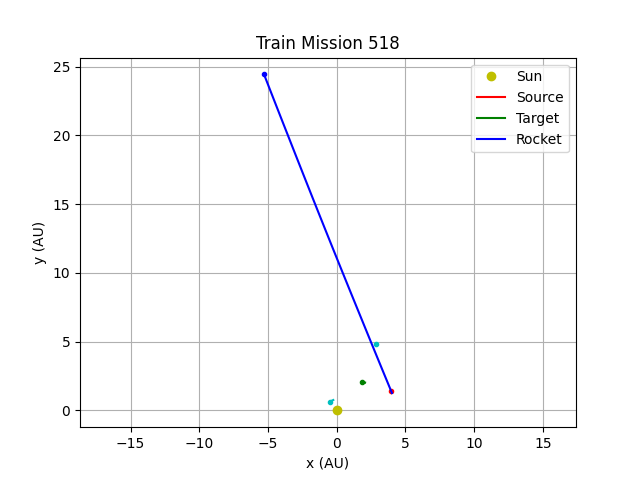 Train Mission 518
25
20
15
10
5
0
y (AU)
Sun
Source
Target
Rocket
−15
−10
−5
0
5
10
15
x (AU)